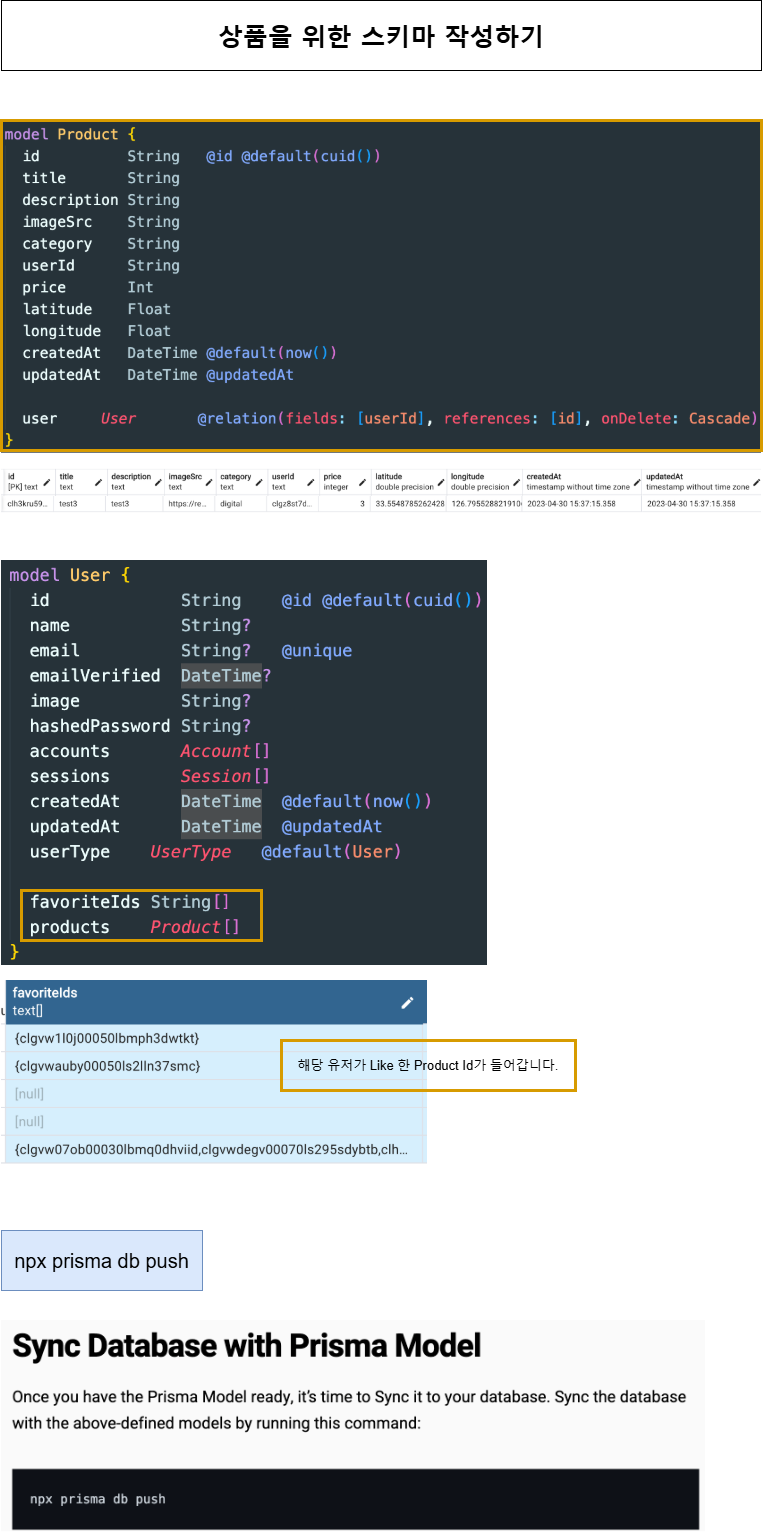 상품을 위한 스키마 작성하기
model Product {
id String @id @default(cuid())
title String
description String
imageSrc String
category String
userId String
price Int
latitude Float
longitude Float
createdAt DateTime @default(now())
updatedAt DateTime @updatedAt
user User @relation(fields: [userId], references: [id], onDelete: Cascade)
}
id title description imageSrc category userId price latitude longitude createdAt updatedAt
[PK] text text text text text text integer double precision double precision timestamp without time zone timestamp without time zone
clh3kru59... test3 test3 https://re... digital clgz8st7d... 3 33.5548785262428 126.795528821910 2023-04-30 15:37:15.358 2023-04-30 15:37:15.358
model User {
id String @id @default(cuid())
name String?
email String? @unique
emailVerified DateTime?
image String?
hashedPassword String?
accounts Account[]
sessions Session[]
createdAt DateTime @default(now())
updatedAt DateTime @updatedAt
userType UserType @default(User)
favoriteIds String[]
products Product[]
}
favoriteIds
text[]
{clgvw1l0j00050lbmph3dwtkt}
{clgvwauby00050ls2lln37smc}
해당 유저가 Like 한 Product Id가 들어갑니다.
[null]
[null]
{clgvw07ob00030lbmq0dhviid,clgvwdegv00070ls295sdybtb,clh...
npx prisma db push
Sync Database with Prisma Model
Once you have the Prisma Model ready, it's time to Sync it to your database. Sync the database
with the above-defined models by running this command:
npx prisma db push